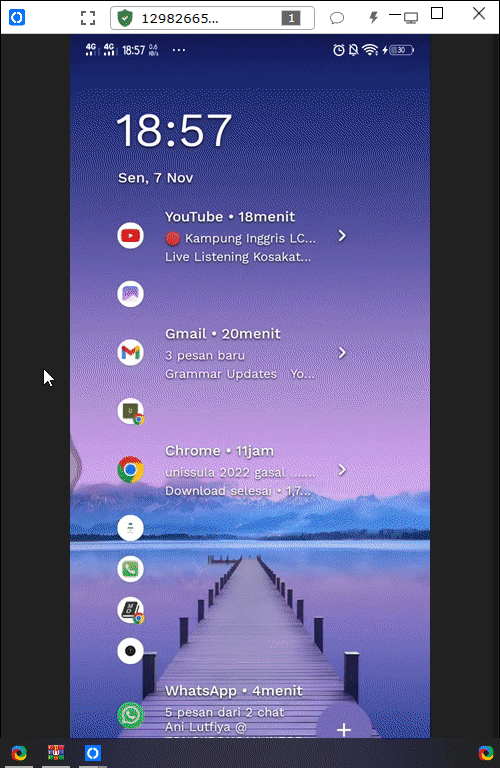 12982665...
1
4G 4G 18:57 0.6 KB/s ...
30
18:57
Sen, 7 Nov
YouTube • 18menit
Kampung Inggris LC...
Live Listening Kosakat...
Gmail • 20menit
3 pesan baru
Grammar Updates Yo...
Chrome • 11jam
unissula 2022 gasal .......
Download selesai • 1,7...
WhatsApp • 4menit
5 pesan dari 2 chat
Ani Lutfiya @